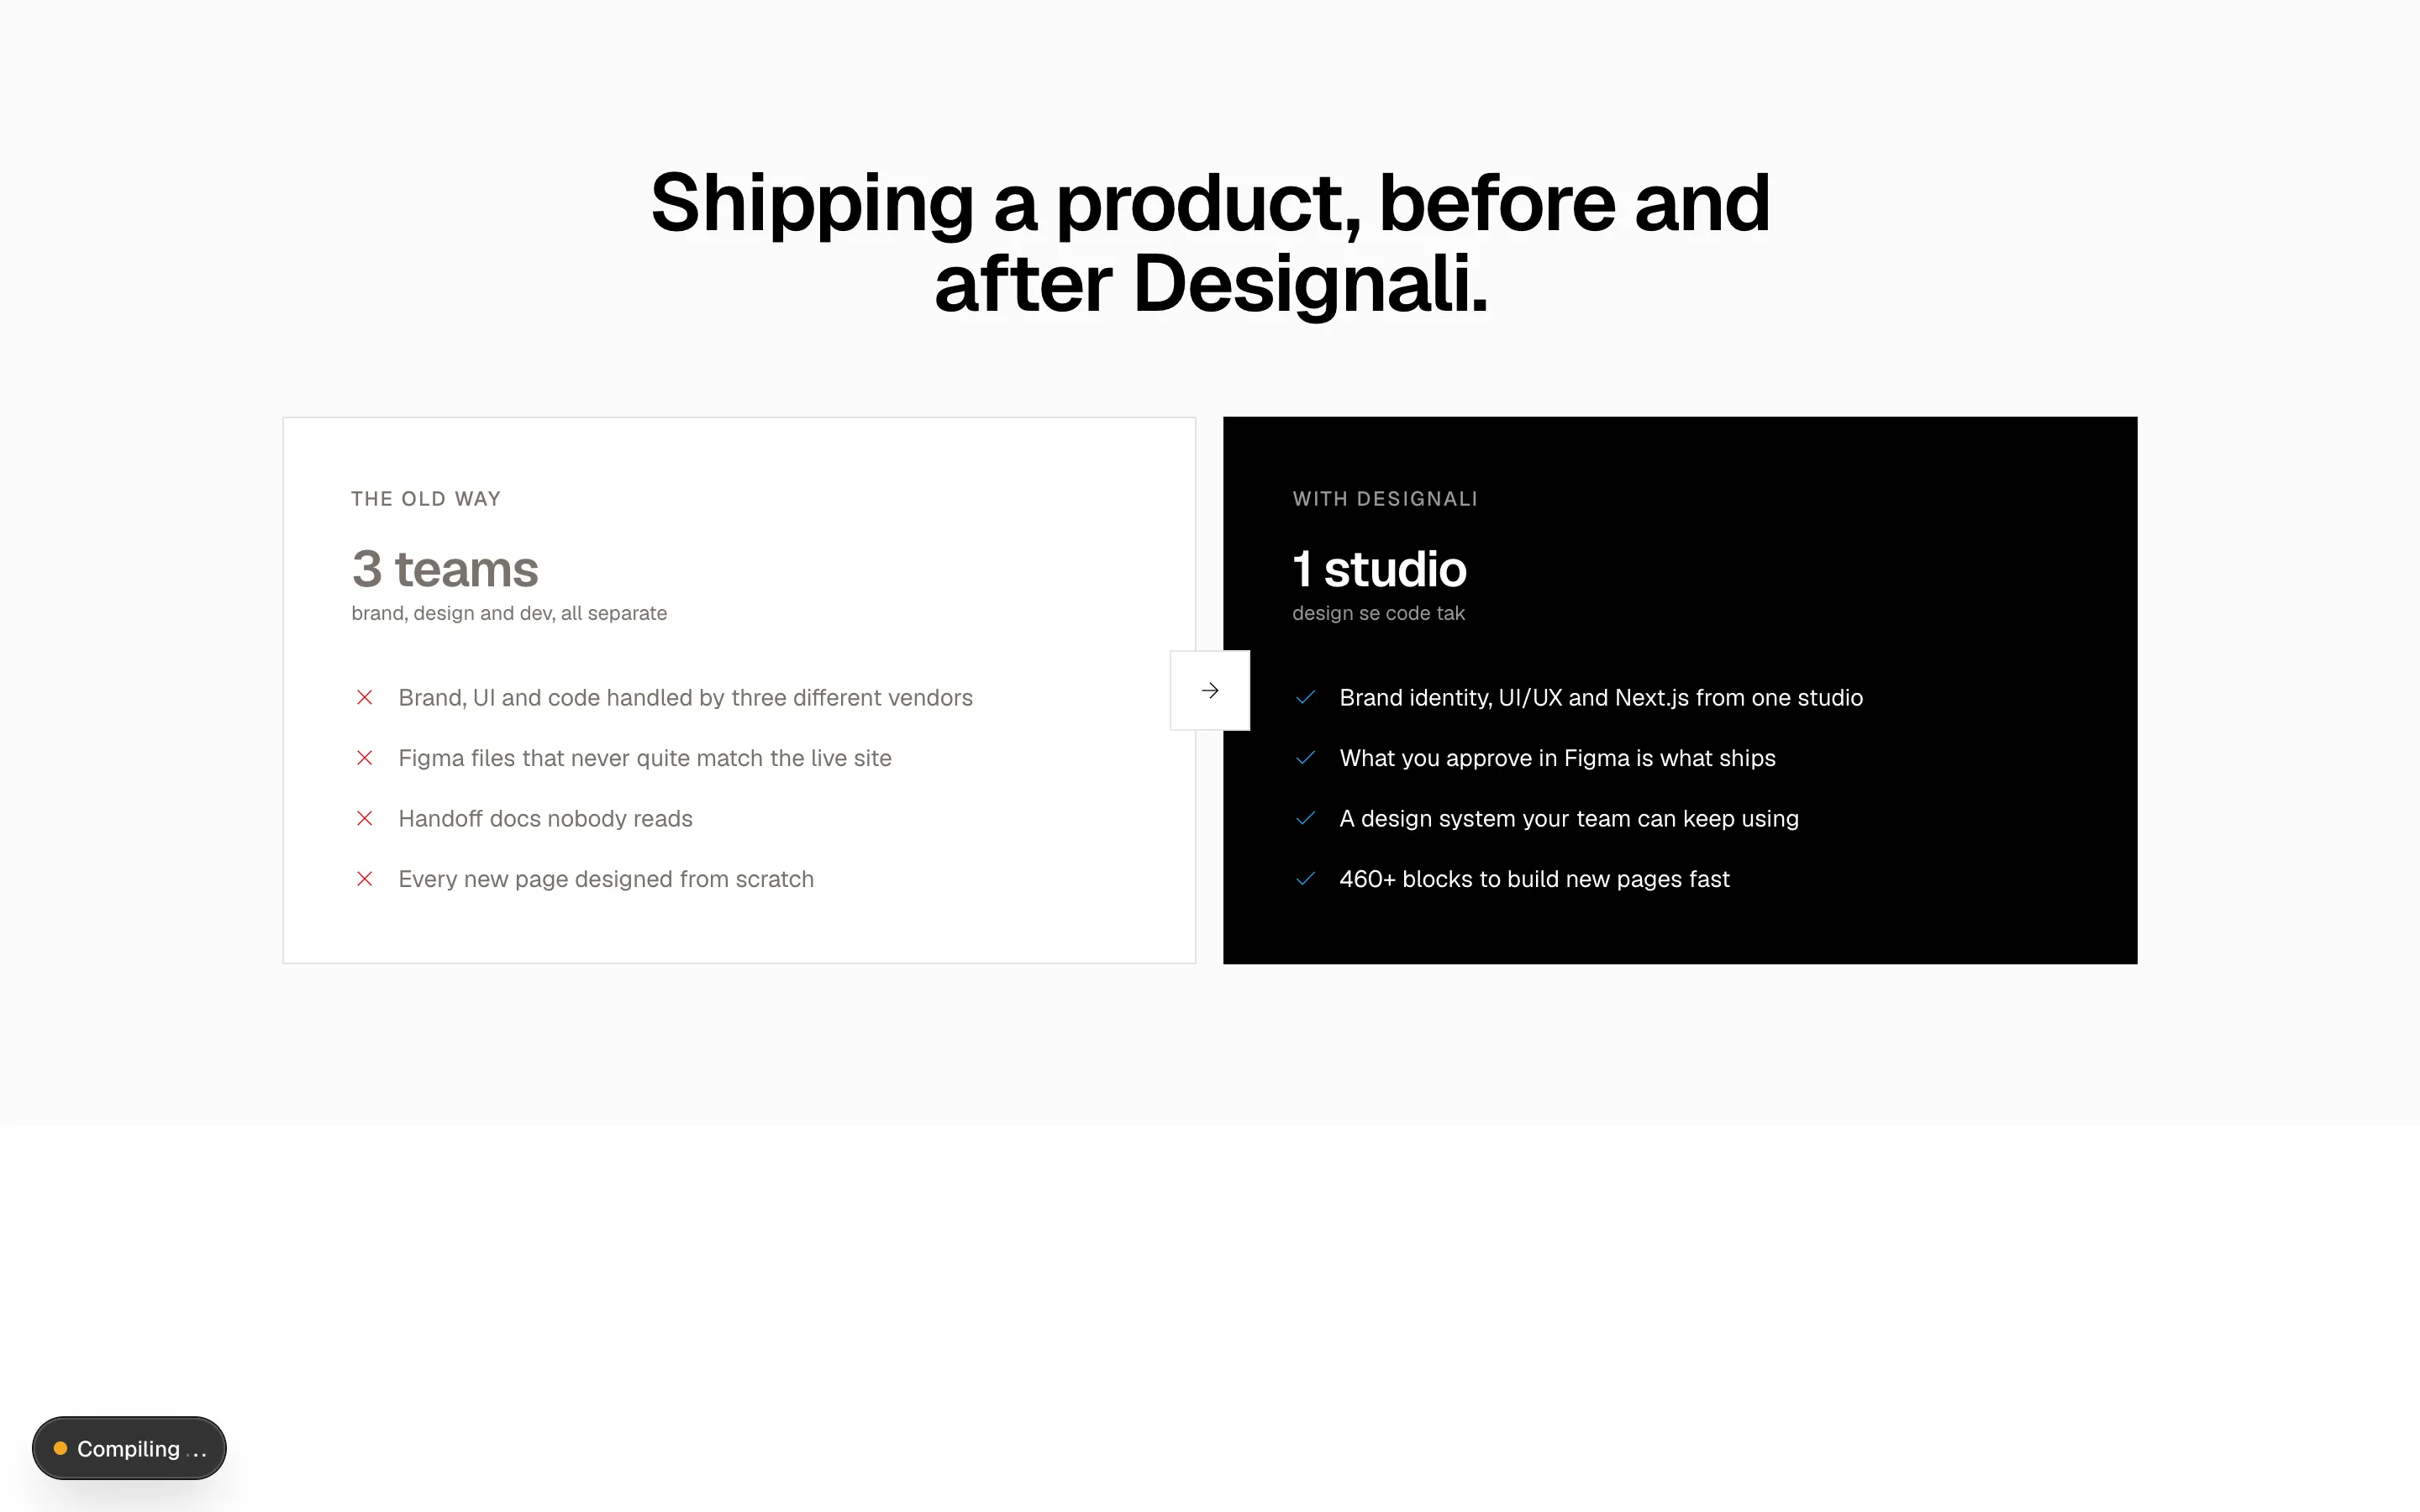 Shipping a product, before and
after Designali.
THE OLD WAY
3 teams
brand, design and dev, all separate
Brand, UI and code handled by three different vendors
Figma files that never quite match the live site
Handoff docs nobody reads
Every new page designed from scratch
WITH DESIGNALI
1 studio
design se code tak
Brand identity, UI/UX and Next.js from one studio
What you approve in Figma is what ships
A design system your team can keep using
460+ blocks to build new pages fast
Compiling ...